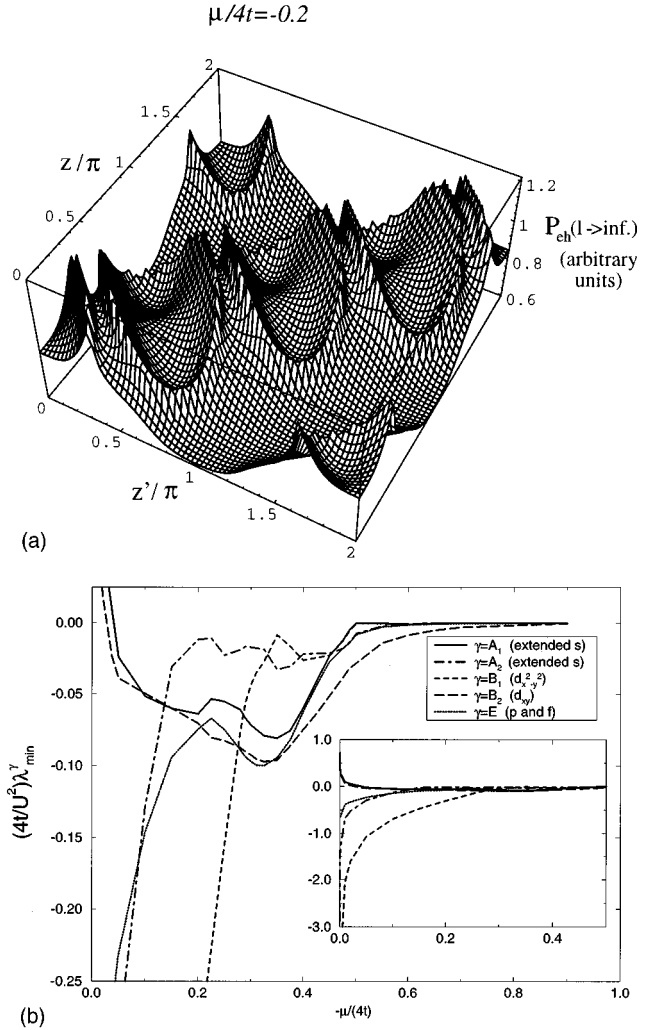 μ/4t=-0.2
2
1.5
z/π
1
0.5
0
1.2
1
P_eh(l->inf.)
0.8
(arbitrary
0.6
units)
0
0.5
1
z'/π
1.5
2
(a)
0.00
-0.05
-0.10
-0.15
-0.20
-0.25
(4t/U²)λ^γ_min
γ=A₁ (extended s)
γ=A₂ (extended s)
γ=B₁ (d_x²-y²)
γ=B₂ (d_xy)
γ=E (p and f)
1.0
0.0
-1.0
-2.0
-3.0
0.0 0.2 0.4
0.0 0.2 0.4 0.6 0.8 1.0
-μ/(4t)
(b)